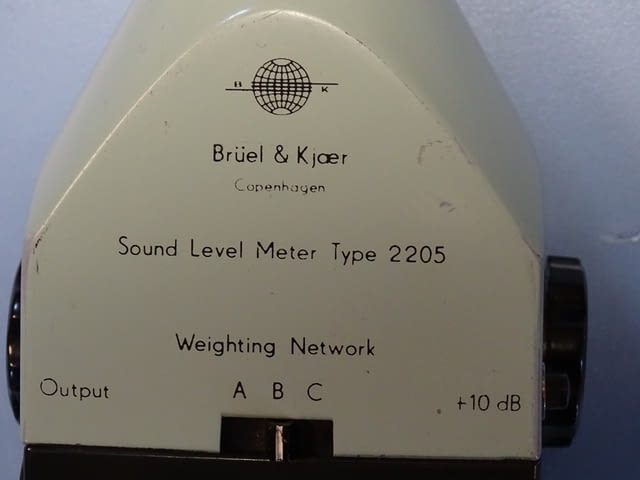 B K
Brüel & Kjær
Copenhagen
Sound Level Meter Type 2205
Weighting Network
Output A B C +10 dB